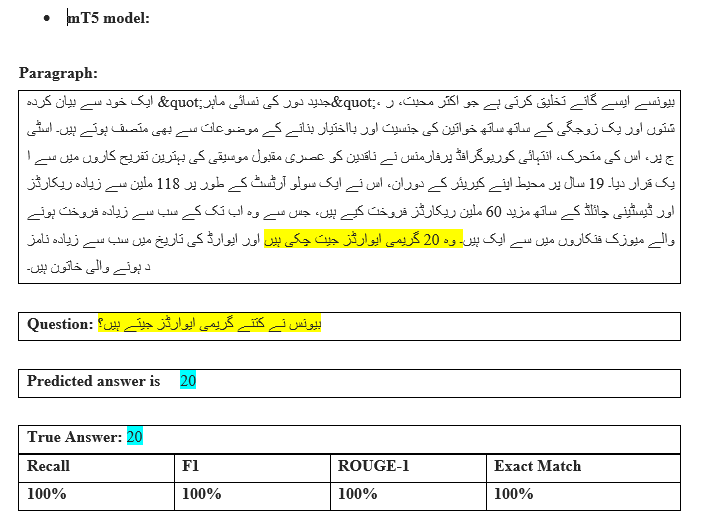 • mT5 model:
Paragraph:
بیونسے ایسے گانے تخلیق کرتی ہے جو اکثر محبت، ر ،;quot&جدید دور کی نسائی ماہر;quot& ایک خود سے بیان کردہ
شتوں اور یک زوجگی کے ساتھ ساتھ خواتین کی جنسیت اور بااختیار بنانے کے موضوعات سے بھی متصف ہوتے ہیں۔ اسٹی
ج پر، اس کی متحرک، انتہائی کوریوگرافڈ پرفارمنس نے ناقدین کو عصری مقبول موسیقی کی بہترین تفریح کاروں میں سے ا
یک قرار دیا۔ 19 سال پر محیط اپنے کیریئر کے دوران، اس نے ایک سولو آرٹسٹ کے طور پر 118 ملین سے زیادہ ریکارڈز
اور ڈیسٹینی چائلڈ کے ساتھ مزید 60 ملین ریکارڈز فروخت کیے ہیں، جس سے وہ اب تک کے سب سے زیادہ فروخت ہونے
والے میوزک فنکاروں میں سے ایک ہیں۔ وہ 20 گریمی ایوارڈز جیت چکی ہیں اور ایوارڈ کی تاریخ میں سب سے زیادہ نامز
د ہونے والی خاتون ہیں۔
Question: بیونس نے کتنے گریمی ایوارڈز جیتے ہیں؟
Predicted answer is 20
True Answer: 20
Recall F1 ROUGE-1 Exact Match
100% 100% 100% 100%